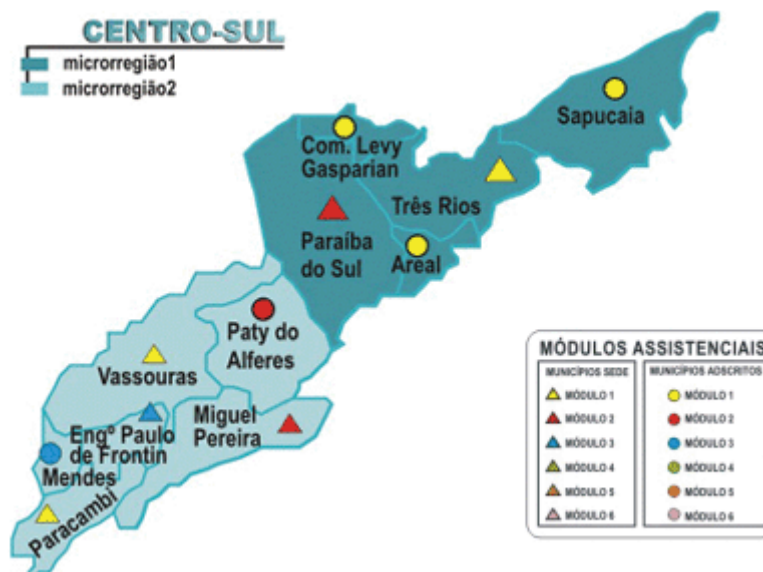 CENTRO-SUL
microrregião1
microrregião2
Sapucaia
Com. Levy
Gasparian
Três Rios
Paraíba
do Sul
Areal
Paty do
Alferes
Vassouras
Miguel
Pereira
Engº Paulo
de Frontin
Mendes
Paracambi
MÓDULOS ASSISTENCIAIS
MUNICÍPIOS SEDE
MÓDULO 1
MÓDULO 2
MÓDULO 3
MÓDULO 4
MÓDULO 5
MÓDULO 6
MUNICÍPIOS ADSCRITOS
MÓDULO 1
MÓDULO 2
MÓDULO 3
MÓDULO 4
MÓDULO 5
MÓDULO 6